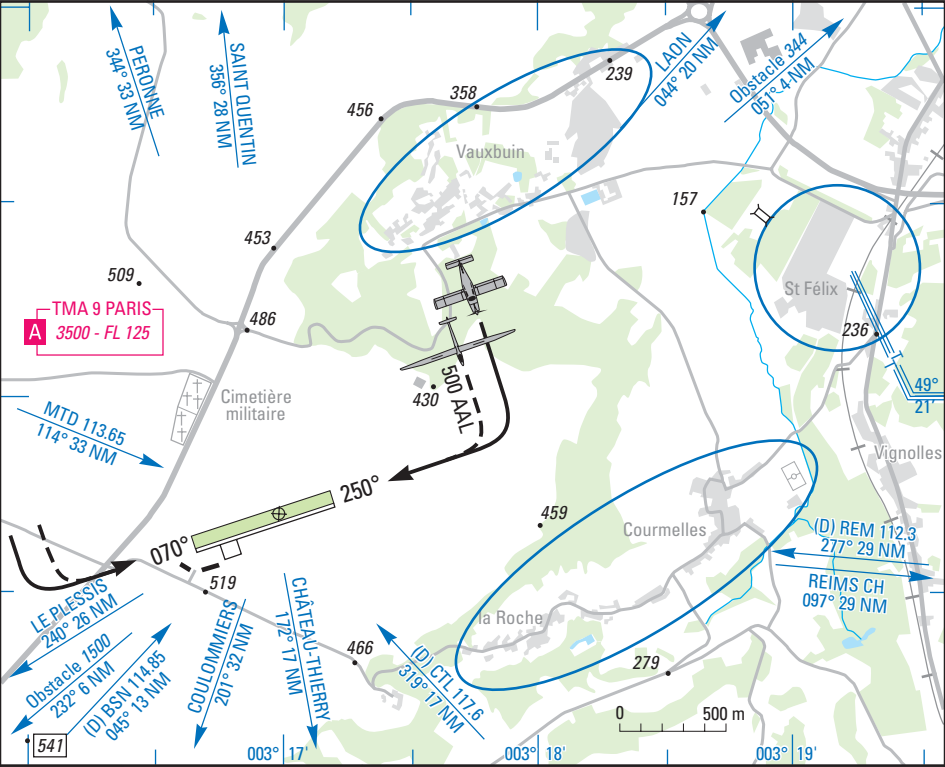 PERONNE
344° 33 NM
SAINT QUENTIN
356° 28 NM
LAON
044° 20 NM
Obstacle 344
051° 4 NM
239
358
456
Vauxbuin
157
453
509
St Félix
TMA 9 PARIS
A
3500 - FL 125
486
236
49°
21'
430
500 AAL
Cimetière
militaire
MTD 113.65
114° 33 NM
Vignolles
250°
070°
459
Courmelles
(D) REM 112.3
277° 29 NM
REIMS CH
097° 29 NM
519
LE PLESSIS
240° 26 NM
Obstacle 1500
232° 6 NM
(D) BSN 114.85
045° 13 NM
COULOMMIERS
201° 32 NM
CHÂTEAU-THIERRY
172° 17 NM
la Roche
466
(D) CTL 117.6
319° 17 NM
279
0 500 m
541
003° 17'
003° 18'
003° 19'